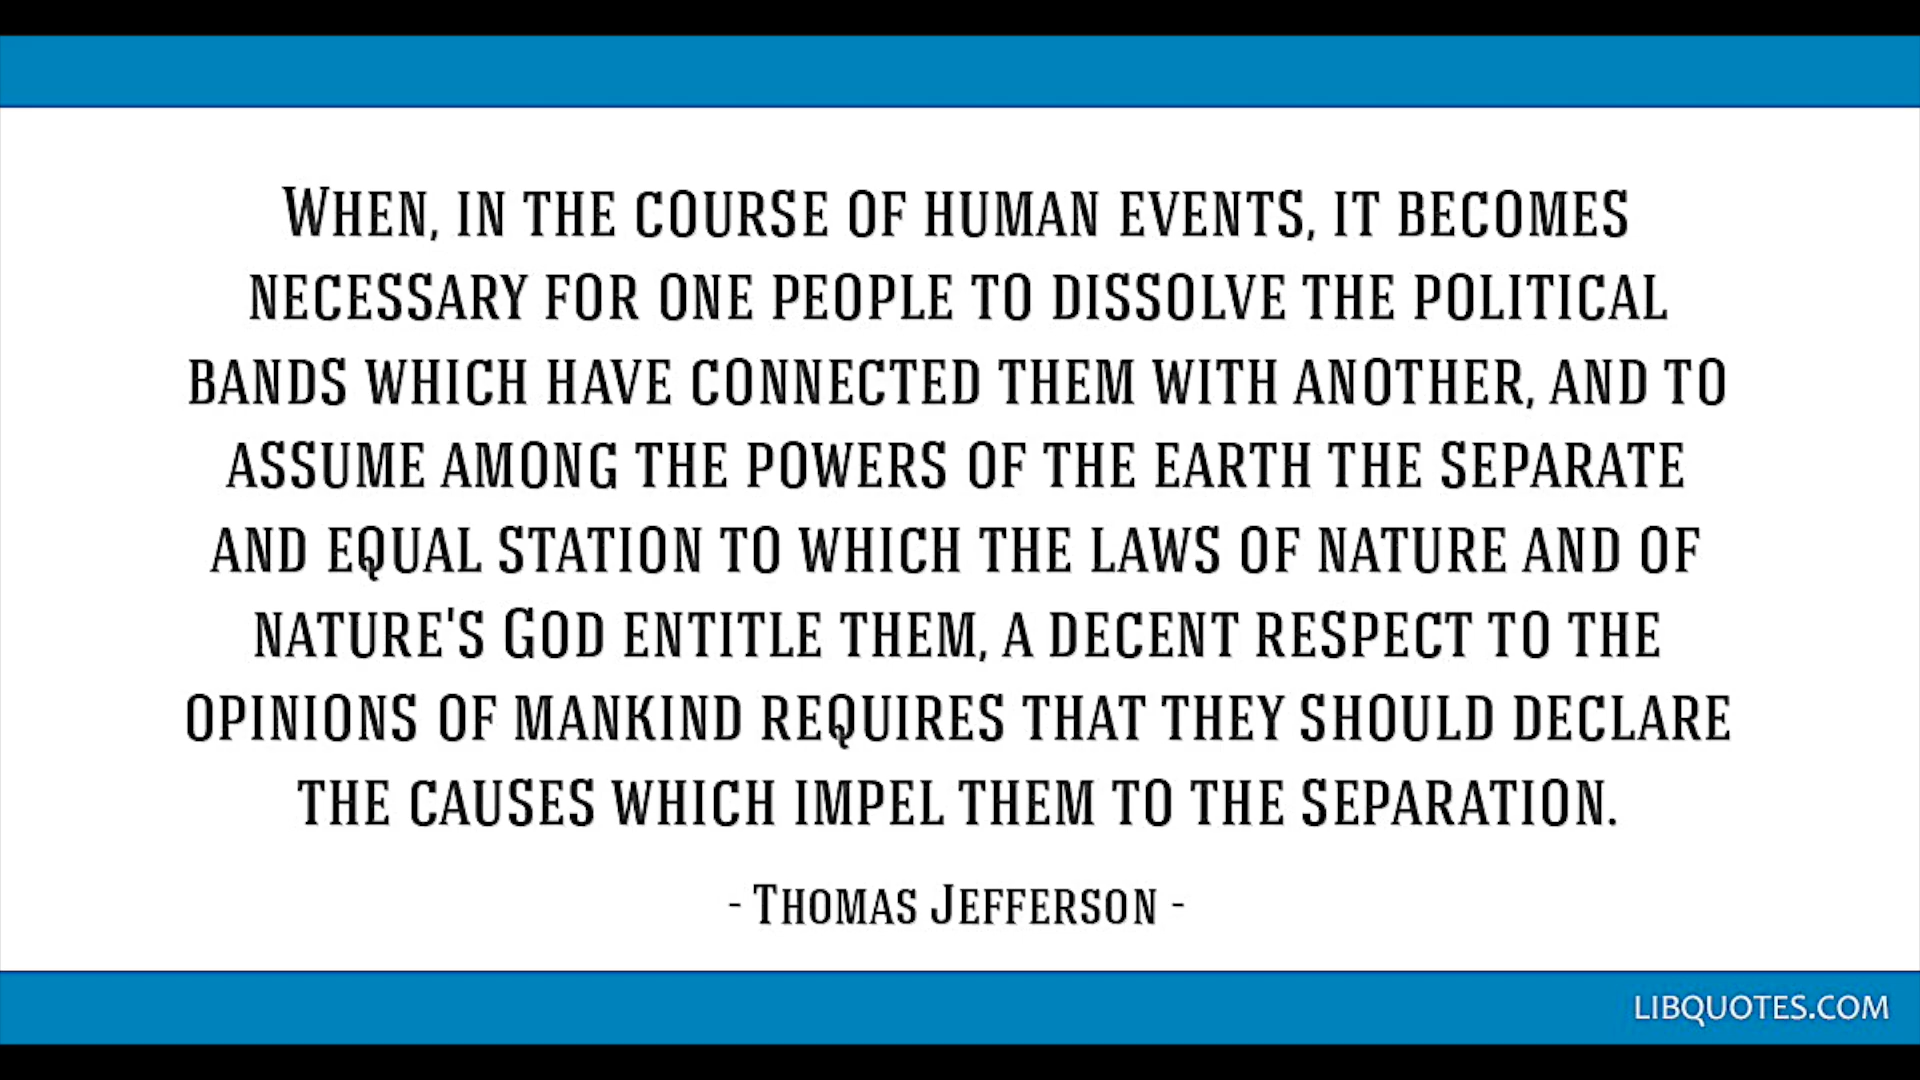 When, in the course of human events, it becomes
necessary for one people to dissolve the political
bands which have connected them with another, and to
assume among the powers of the earth the separate
and equal station to which the laws of nature and of
nature's God entitle them, a decent respect to the
opinions of mankind requires that they should declare
the causes which impel them to the separation.
- Thomas Jefferson -
LIBQUOTES.COM